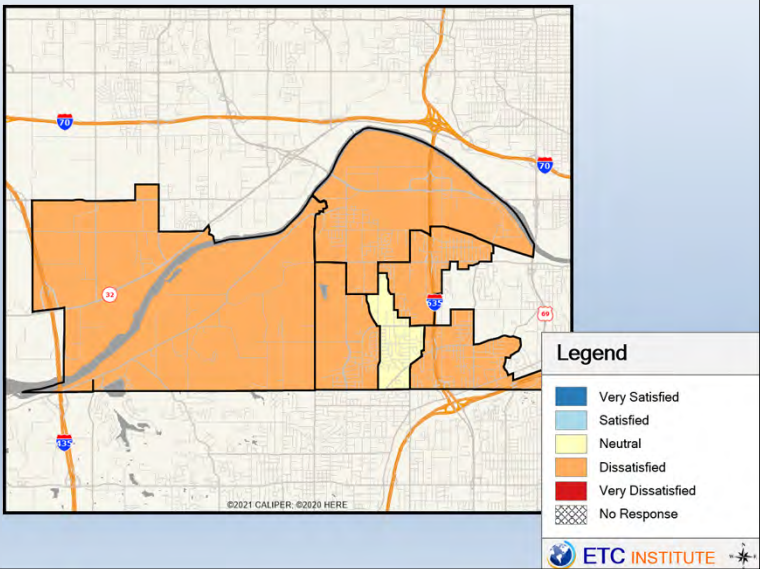 70
70
32
635
69
435
©2021 CALIPER; ©2020 HERE
Legend
Very Satisfied
Satisfied
Neutral
Dissatisfied
Very Dissatisfied
No Response
ETC INSTITUTE